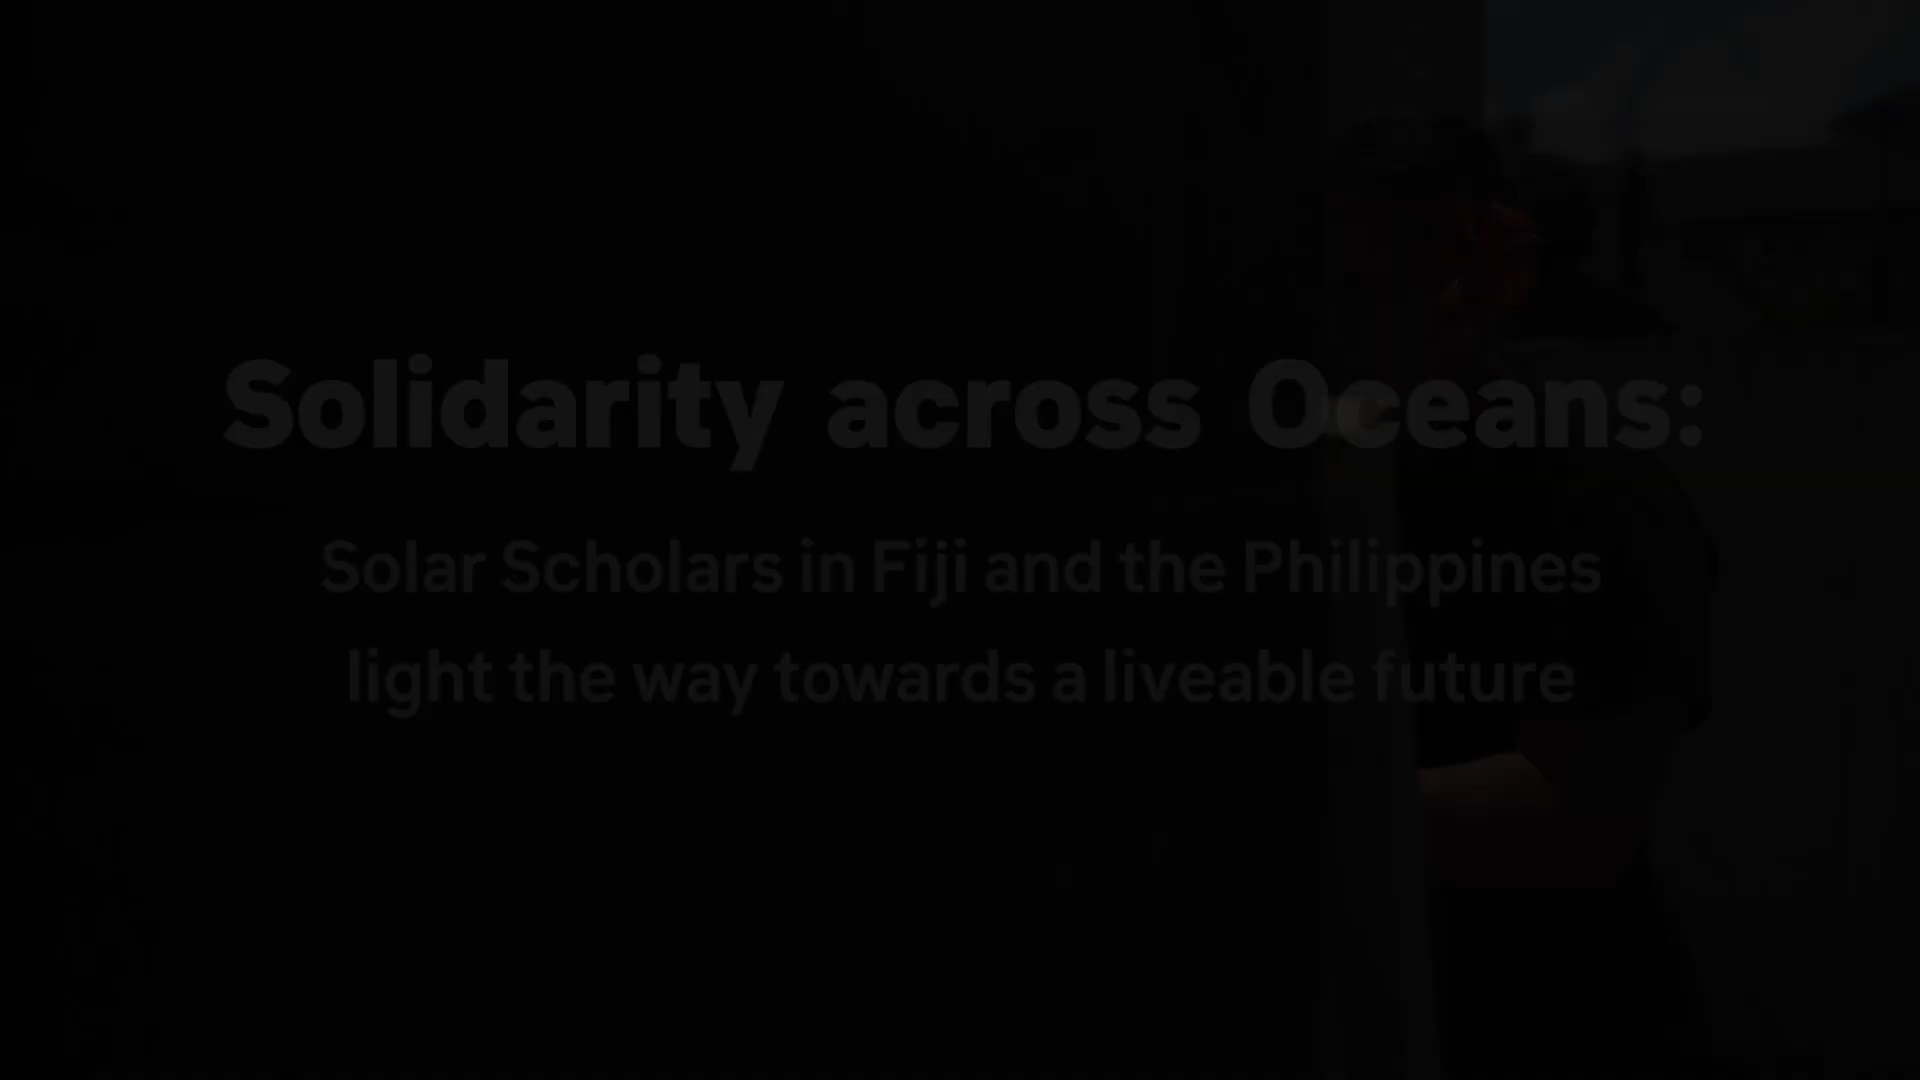 Solidarity across Oceans:
Solar Scholars in Fiji and the Philippines
light the way towards a liveable future